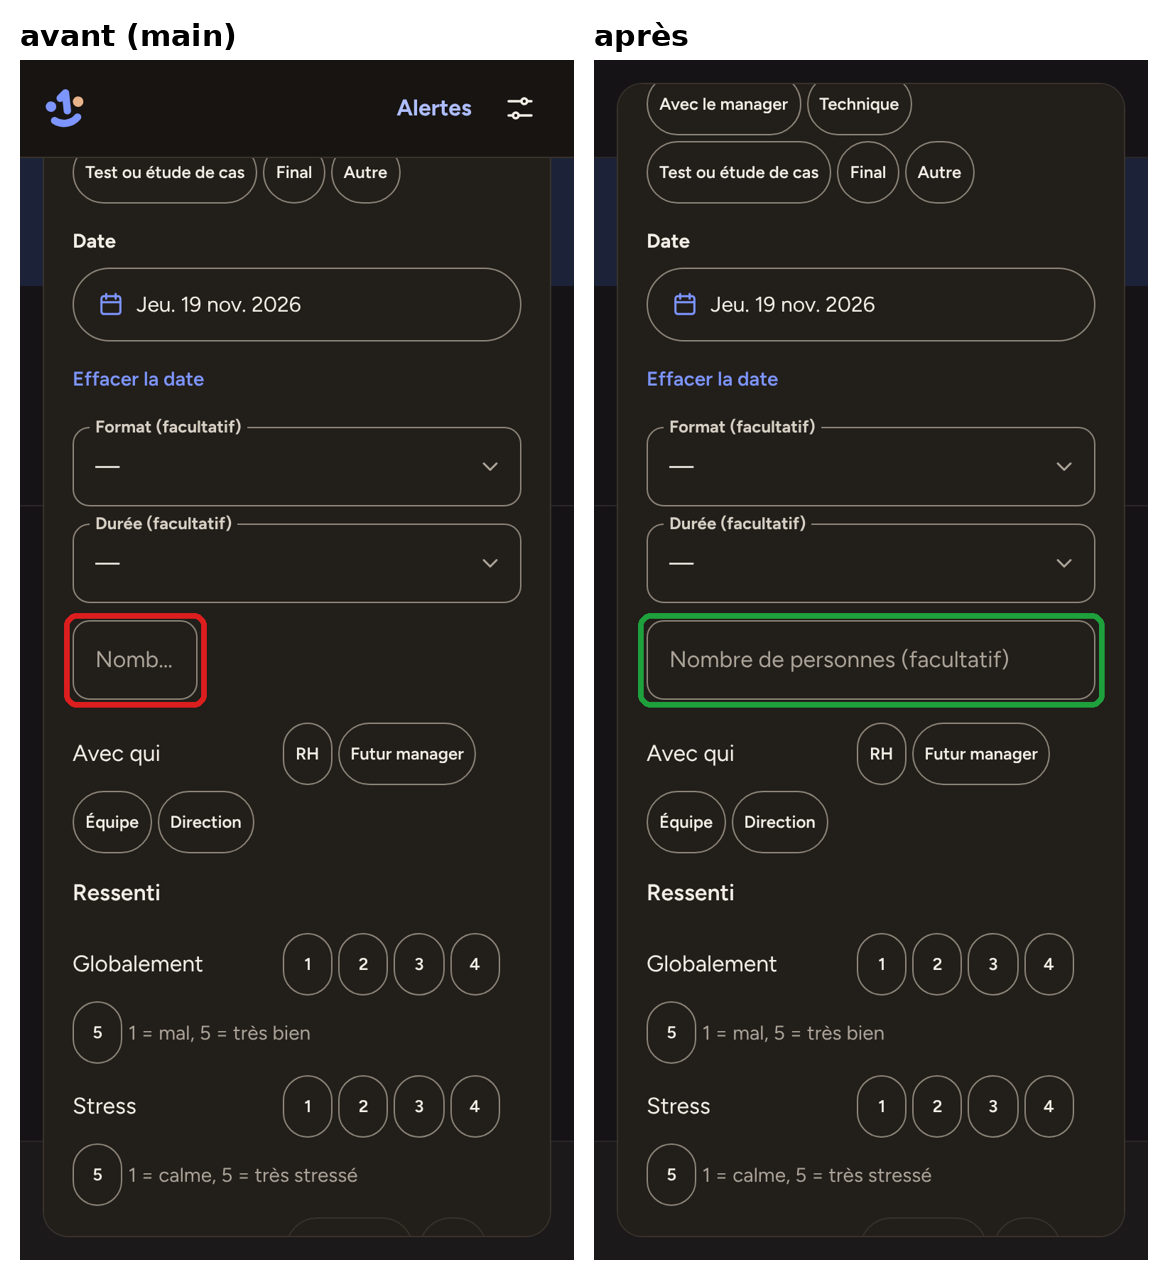 avant (main)
Alertes
Test ou étude de cas Final Autre
Date
Jeu. 19 nov. 2026
Effacer la date
Format (facultatif)
—
Durée (facultatif)
—
Nomb...
Avec qui RH Futur manager
Équipe Direction
Ressenti
Globalement 1 2 3 4
5 1 = mal, 5 = très bien
Stress 1 2 3 4
5 1 = calme, 5 = très stressé
après
Avec le manager Technique
Test ou étude de cas Final Autre
Date
Jeu. 19 nov. 2026
Effacer la date
Format (facultatif)
—
Durée (facultatif)
—
Nombre de personnes (facultatif)
Avec qui RH Futur manager
Équipe Direction
Ressenti
Globalement 1 2 3 4
5 1 = mal, 5 = très bien
Stress 1 2 3 4
5 1 = calme, 5 = très stressé